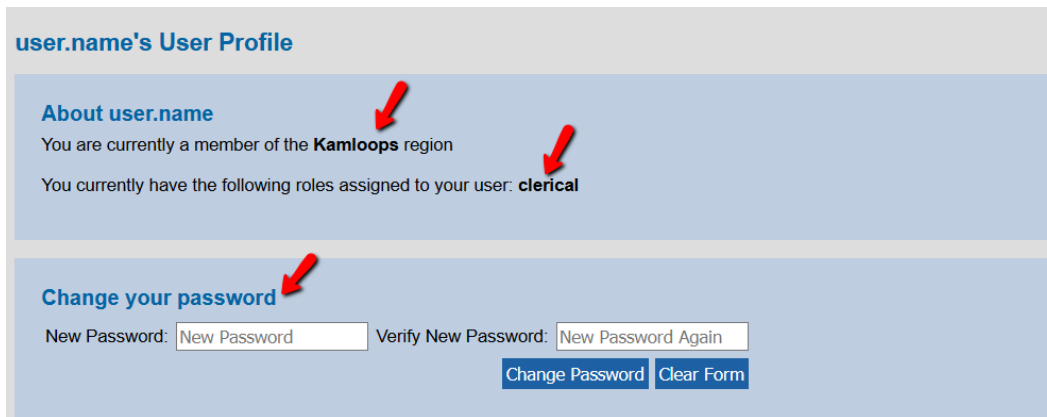 user.name's User Profile
About user.name
You are currently a member of the Kamloops region
You currently have the following roles assigned to your user: clerical
Change your password
New Password: New Password Verify New Password: New Password Again
Change Password Clear Form